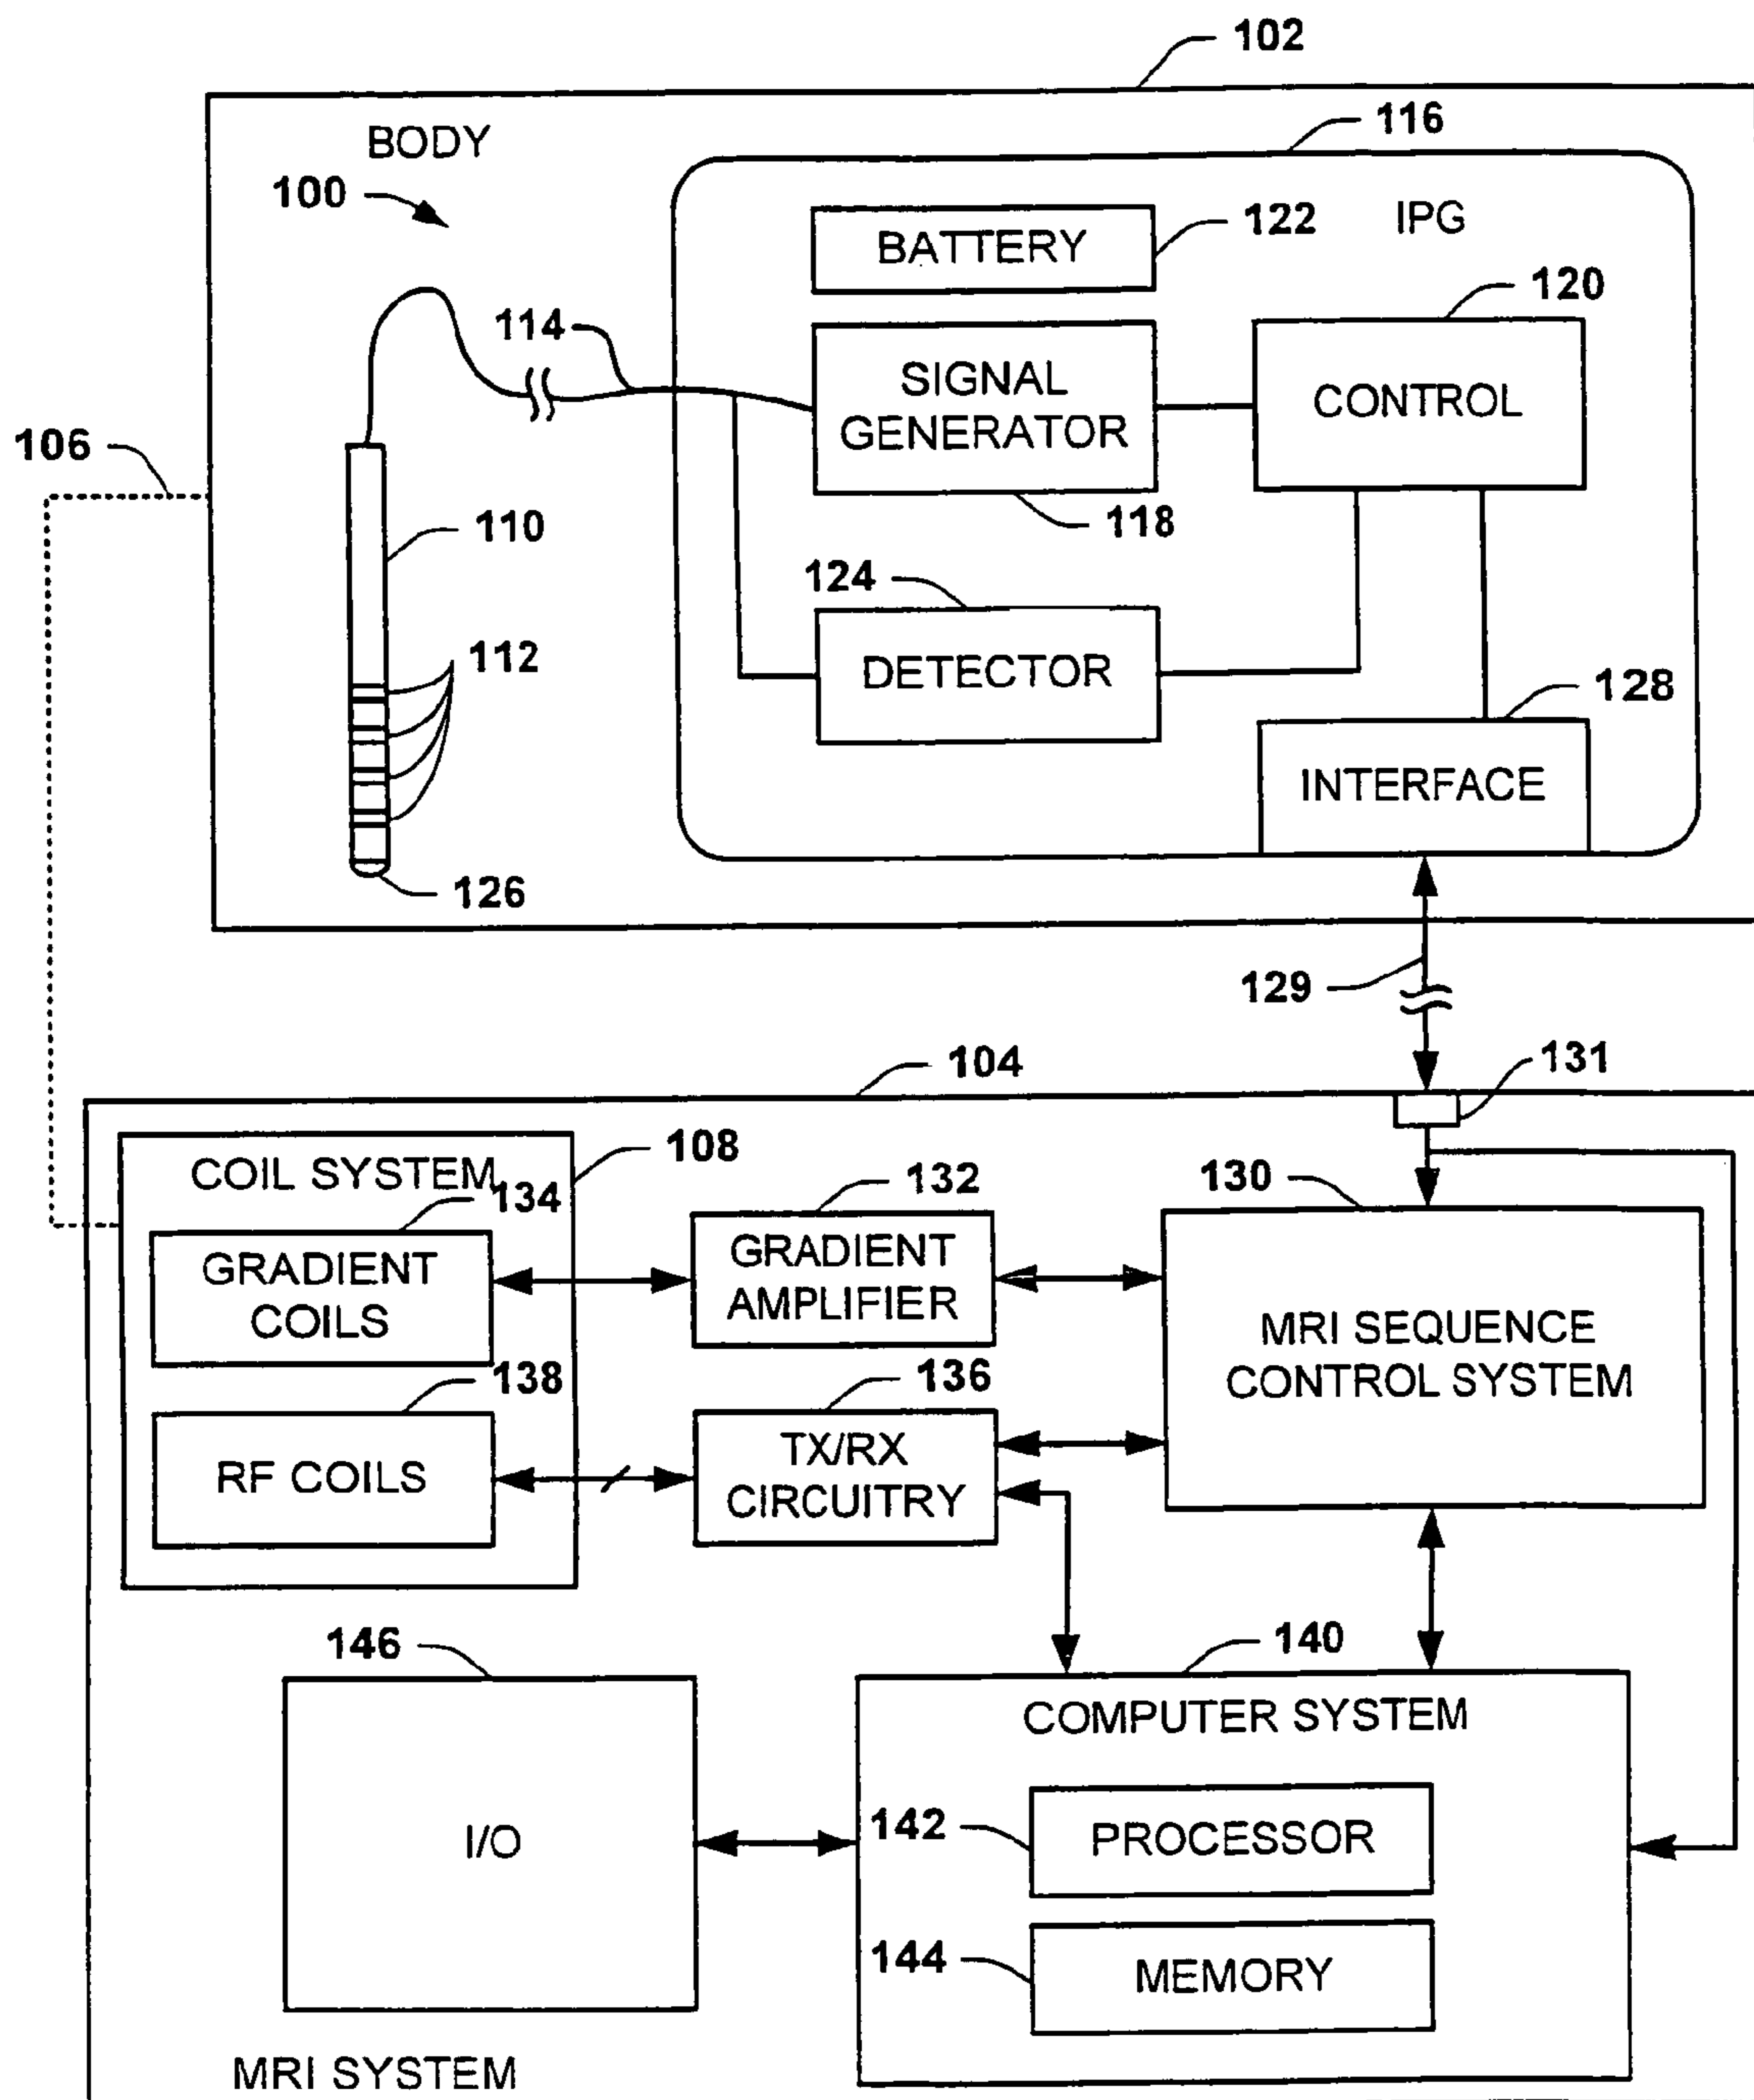 102
BODY
116
100
BATTERY
122
IPG
120
114
SIGNAL
GENERATOR
CONTROL
106
110
118
124
112
DETECTOR
128
INTERFACE
126
129
104
131
COIL SYSTEM
108
134
132
130
GRADIENT
COILS
GRADIENT
AMPLIFIER
MRI SEQUENCE
CONTROL SYSTEM
138
136
RF COILS
TX/RX
CIRCUITRY
146
140
COMPUTER SYSTEM
I/O
142
PROCESSOR
144
MEMORY
MRI SYSTEM